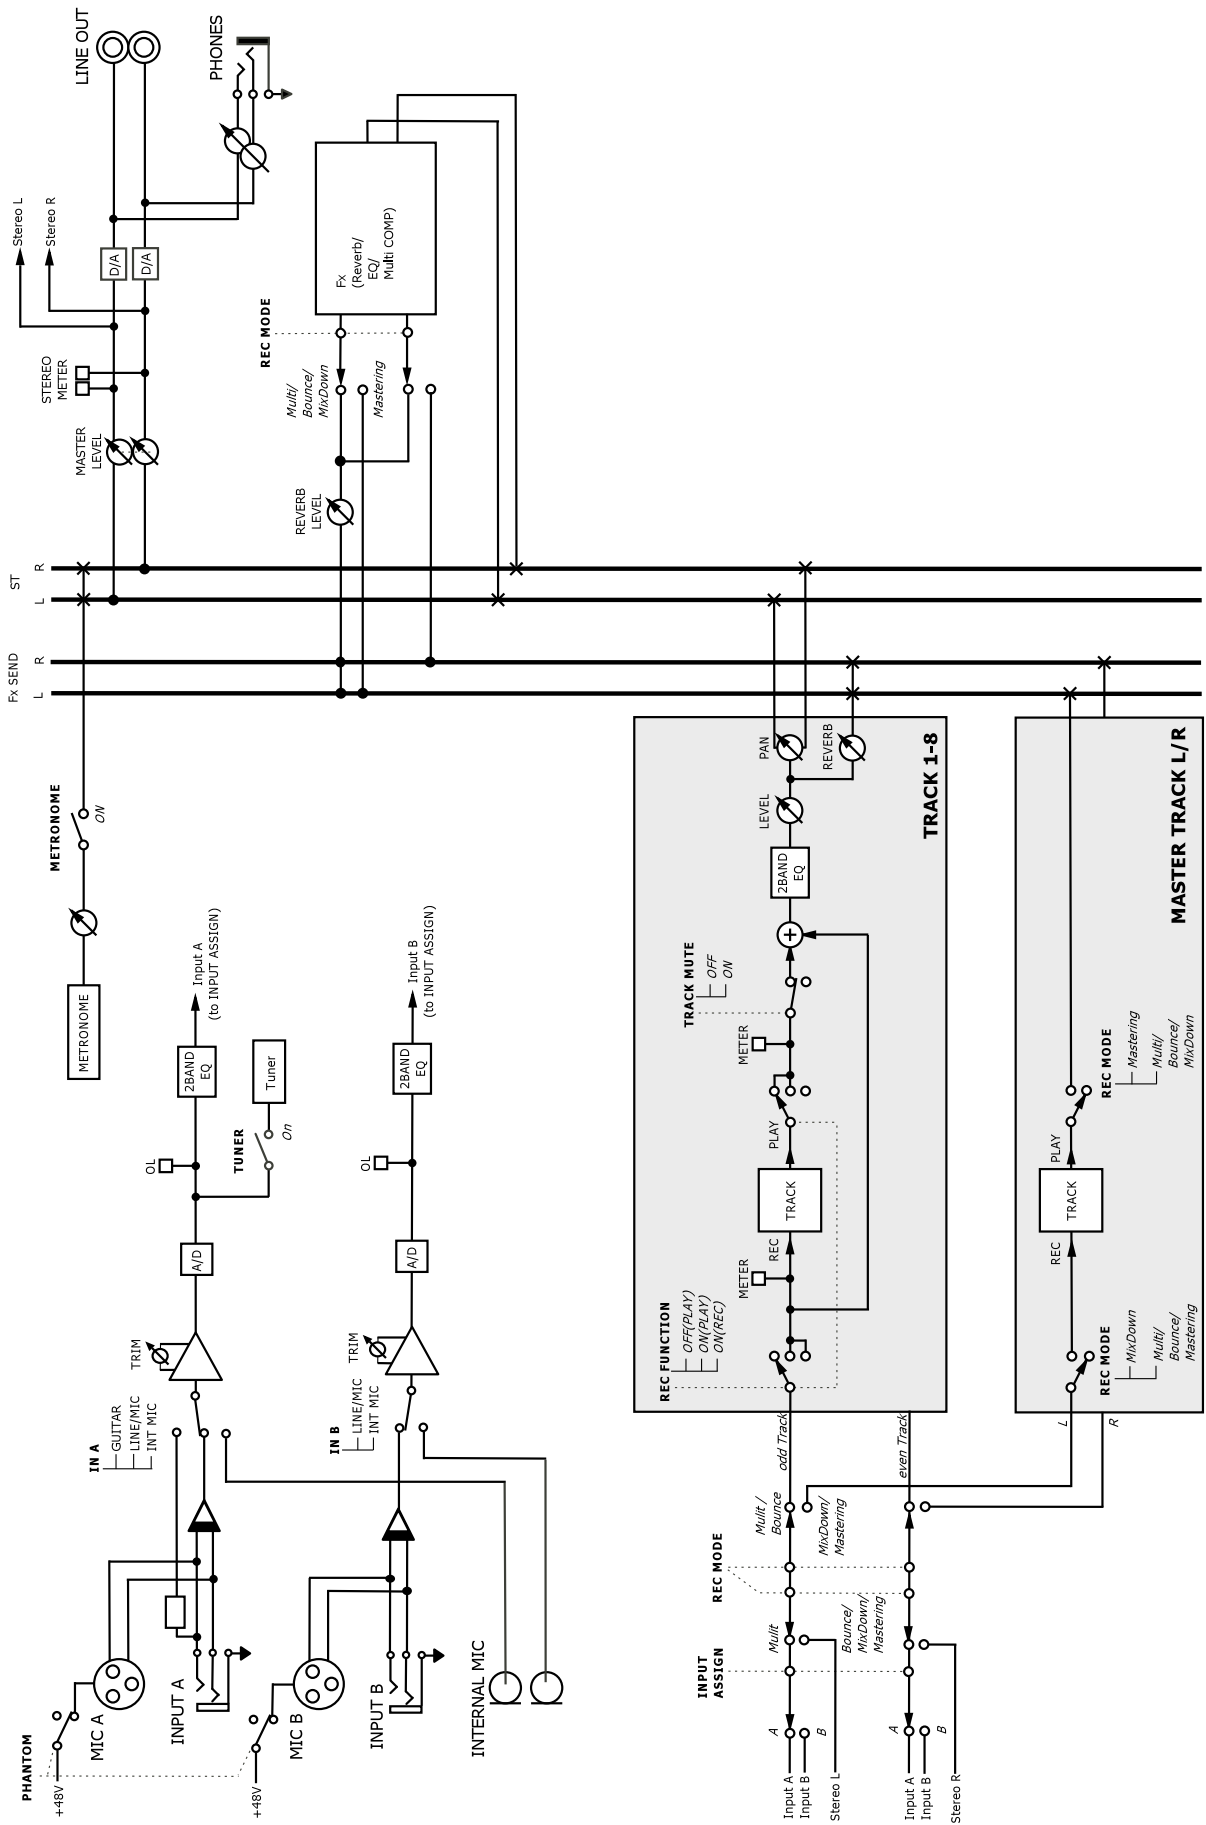 PHANTOM
+48V
MIC A
INPUT A
+48V
MIC B
INPUT B
INTERNAL MIC
IN A
GUITAR
LINE/MIC
INT MIC
TRIM
A/D
OL
TUNER
On
Tuner
2BAND
EQ
Input A
(to INPUT ASSIGN)
IN B
LINE/MIC
INT MIC
TRIM
A/D
OL
2BAND
EQ
Input B
(to INPUT ASSIGN)
METRONOME
METRONOME
ON
Fx SEND
L
R
ST
L
R
MASTER
LEVEL
STEREO
METER
Stereo L
Stereo R
D/A
D/A
LINE OUT
PHONES
REVERB
LEVEL
Multi/
Bounce/
MixDown
Mastering
REC MODE
Fx
(Reverb/
EQ/
Multi COMP)
Input A
Input B
Stereo L
A
B
INPUT
ASSIGN
Mulit
Bounce/
MixDown/
Mastering
REC MODE
Mulit /
Bounce
MixDown/
Mastering
Input A
Input B
Stereo R
A
B
odd Track
even Track
L
R
REC FUNCTION
OFF(PLAY)
ON(PLAY)
ON(REC)
METER
REC
TRACK
PLAY
METER
TRACK MUTE
OFF
ON
2BAND
EQ
LEVEL
PAN
REVERB
TRACK 1-8
REC MODE
MixDown
Multi/
Bounce/
Mastering
REC
TRACK
PLAY
REC MODE
Mastering
Multi/
Bounce/
MixDown
MASTER TRACK L/R